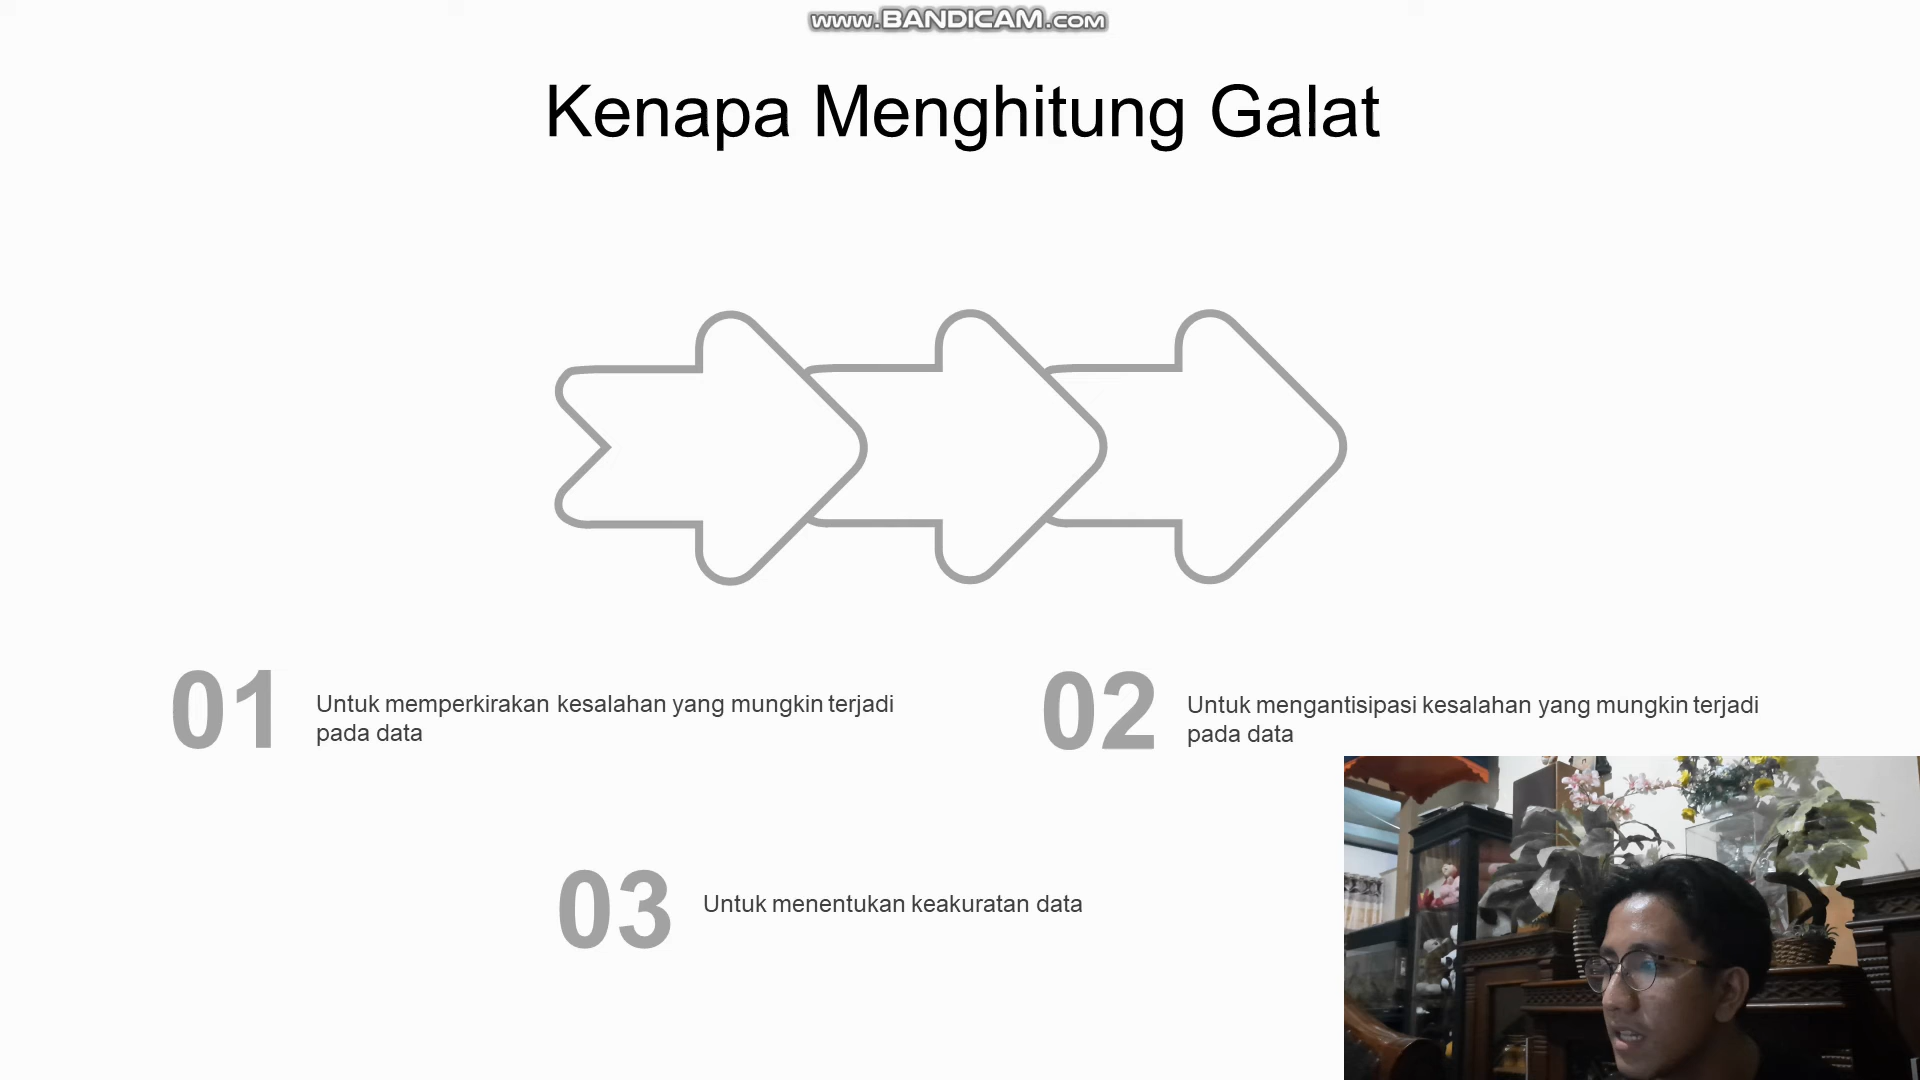 www.BANDICAM.com
Kenapa Menghitung Galat
01
Untuk memperkirakan kesalahan yang mungkin terjadi
pada data
02
Untuk mengantisipasi kesalahan yang mungkin terjadi
pada data
03
Untuk menentukan keakuratan data